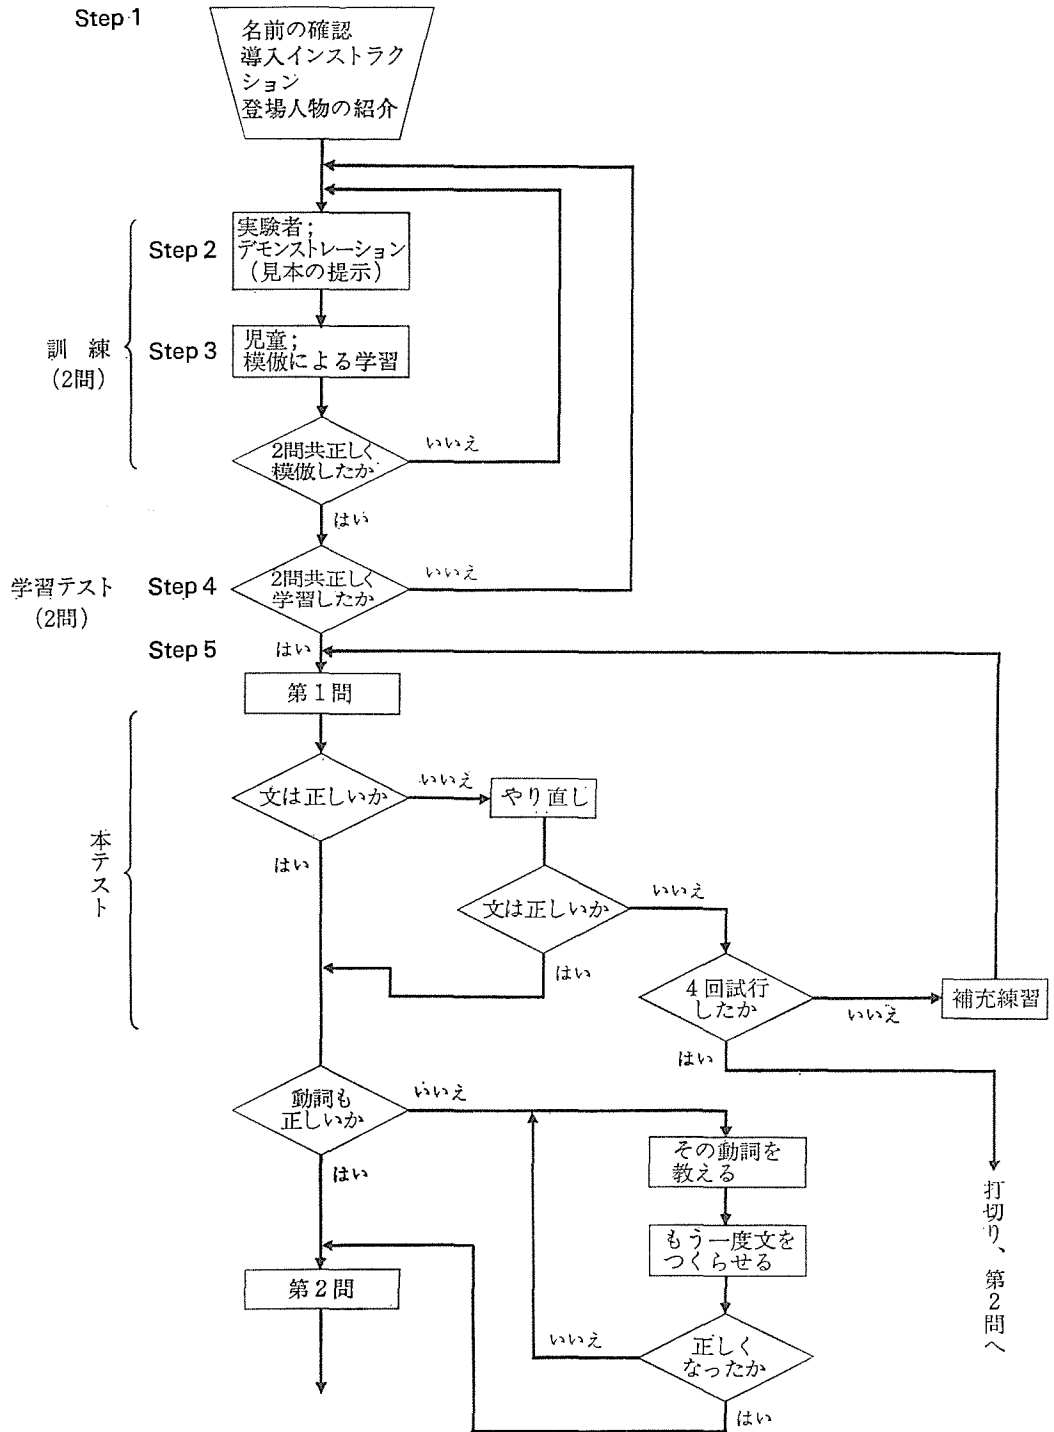 Step 1
名前の確認
導入インストラク
ション
登場人物の紹介
訓 練
(2問)
Step 2
実験者;
デモンストレーション
(見本の提示)
Step 3
児童;
模倣による学習
2問共正しく
模倣したか
いいえ
はい
学習テスト
(2問)
Step 4
2問共正しく
学習したか
いいえ
はい
Step 5
第1問
本テスト
文は正しいか
いいえ
やり直し
はい
文は正しいか
いいえ
はい
4回試行
したか
いいえ
補充練習
はい
打切り、第2問へ
動詞も
正しいか
いいえ
はい
その動詞を
教える
もう一度文を
つくらせる
第2問
正しく
なったか
いいえ
はい